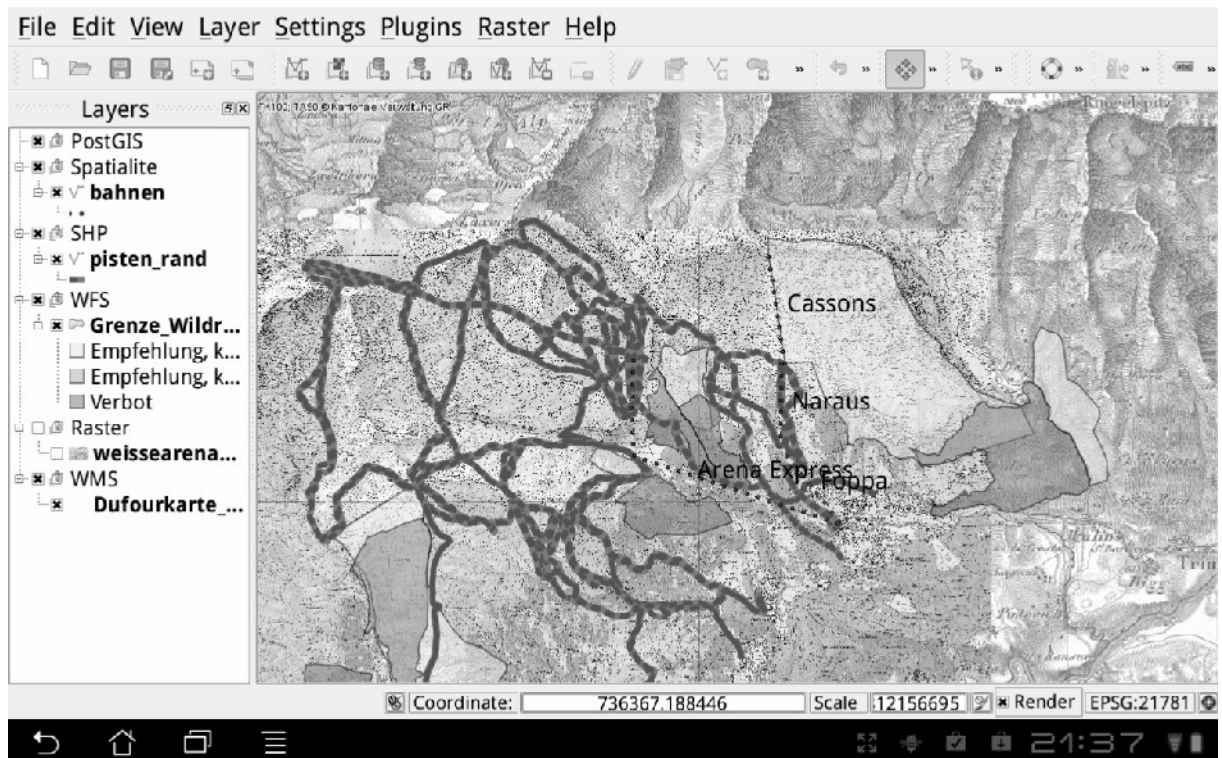 File Edit View Layer Settings Plugins Raster Help
Layers
PostGIS
Spatialite
bahnen
SHP
pisten_rand
WFS
Grenze_Wildr...
Empfehlung, k...
Empfehlung, k...
Verbot
Raster
weissearena...
WMS
Dufourkarte_...
Cassons
Naraus
Arena Express
Foppa
Coordinate: 736367.188446 Scale :12156695 Render EPSG:21781
21:37